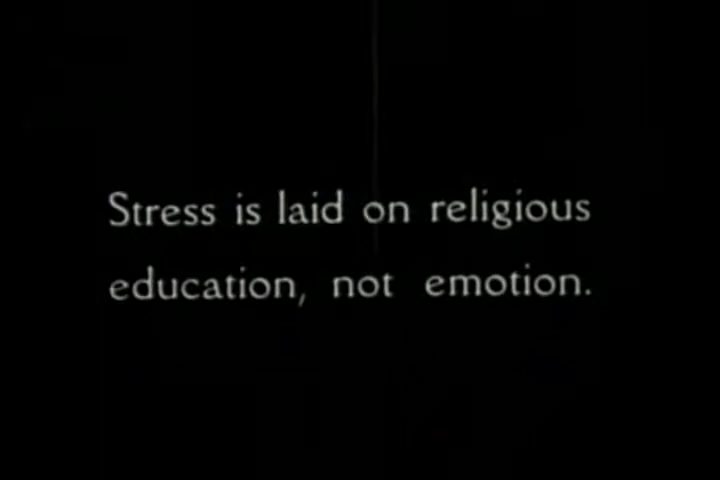 Stress is laid on religious
education, not emotion.